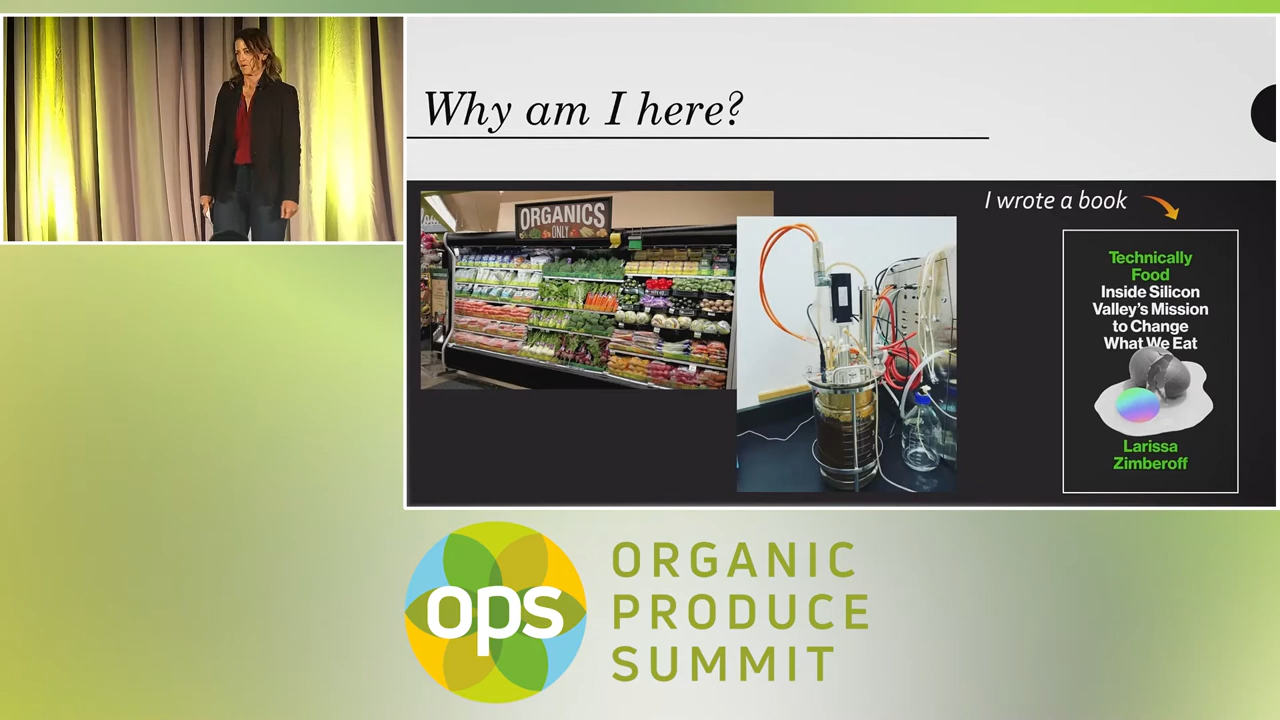 Why am I here?
ORGANICS
ONLY
I wrote a book
Technically
Food
Inside Silicon
Valley's Mission
to Change
What We Eat
Larissa
Zimberoff
ops
ORGANIC
PRODUCE
SUMMIT